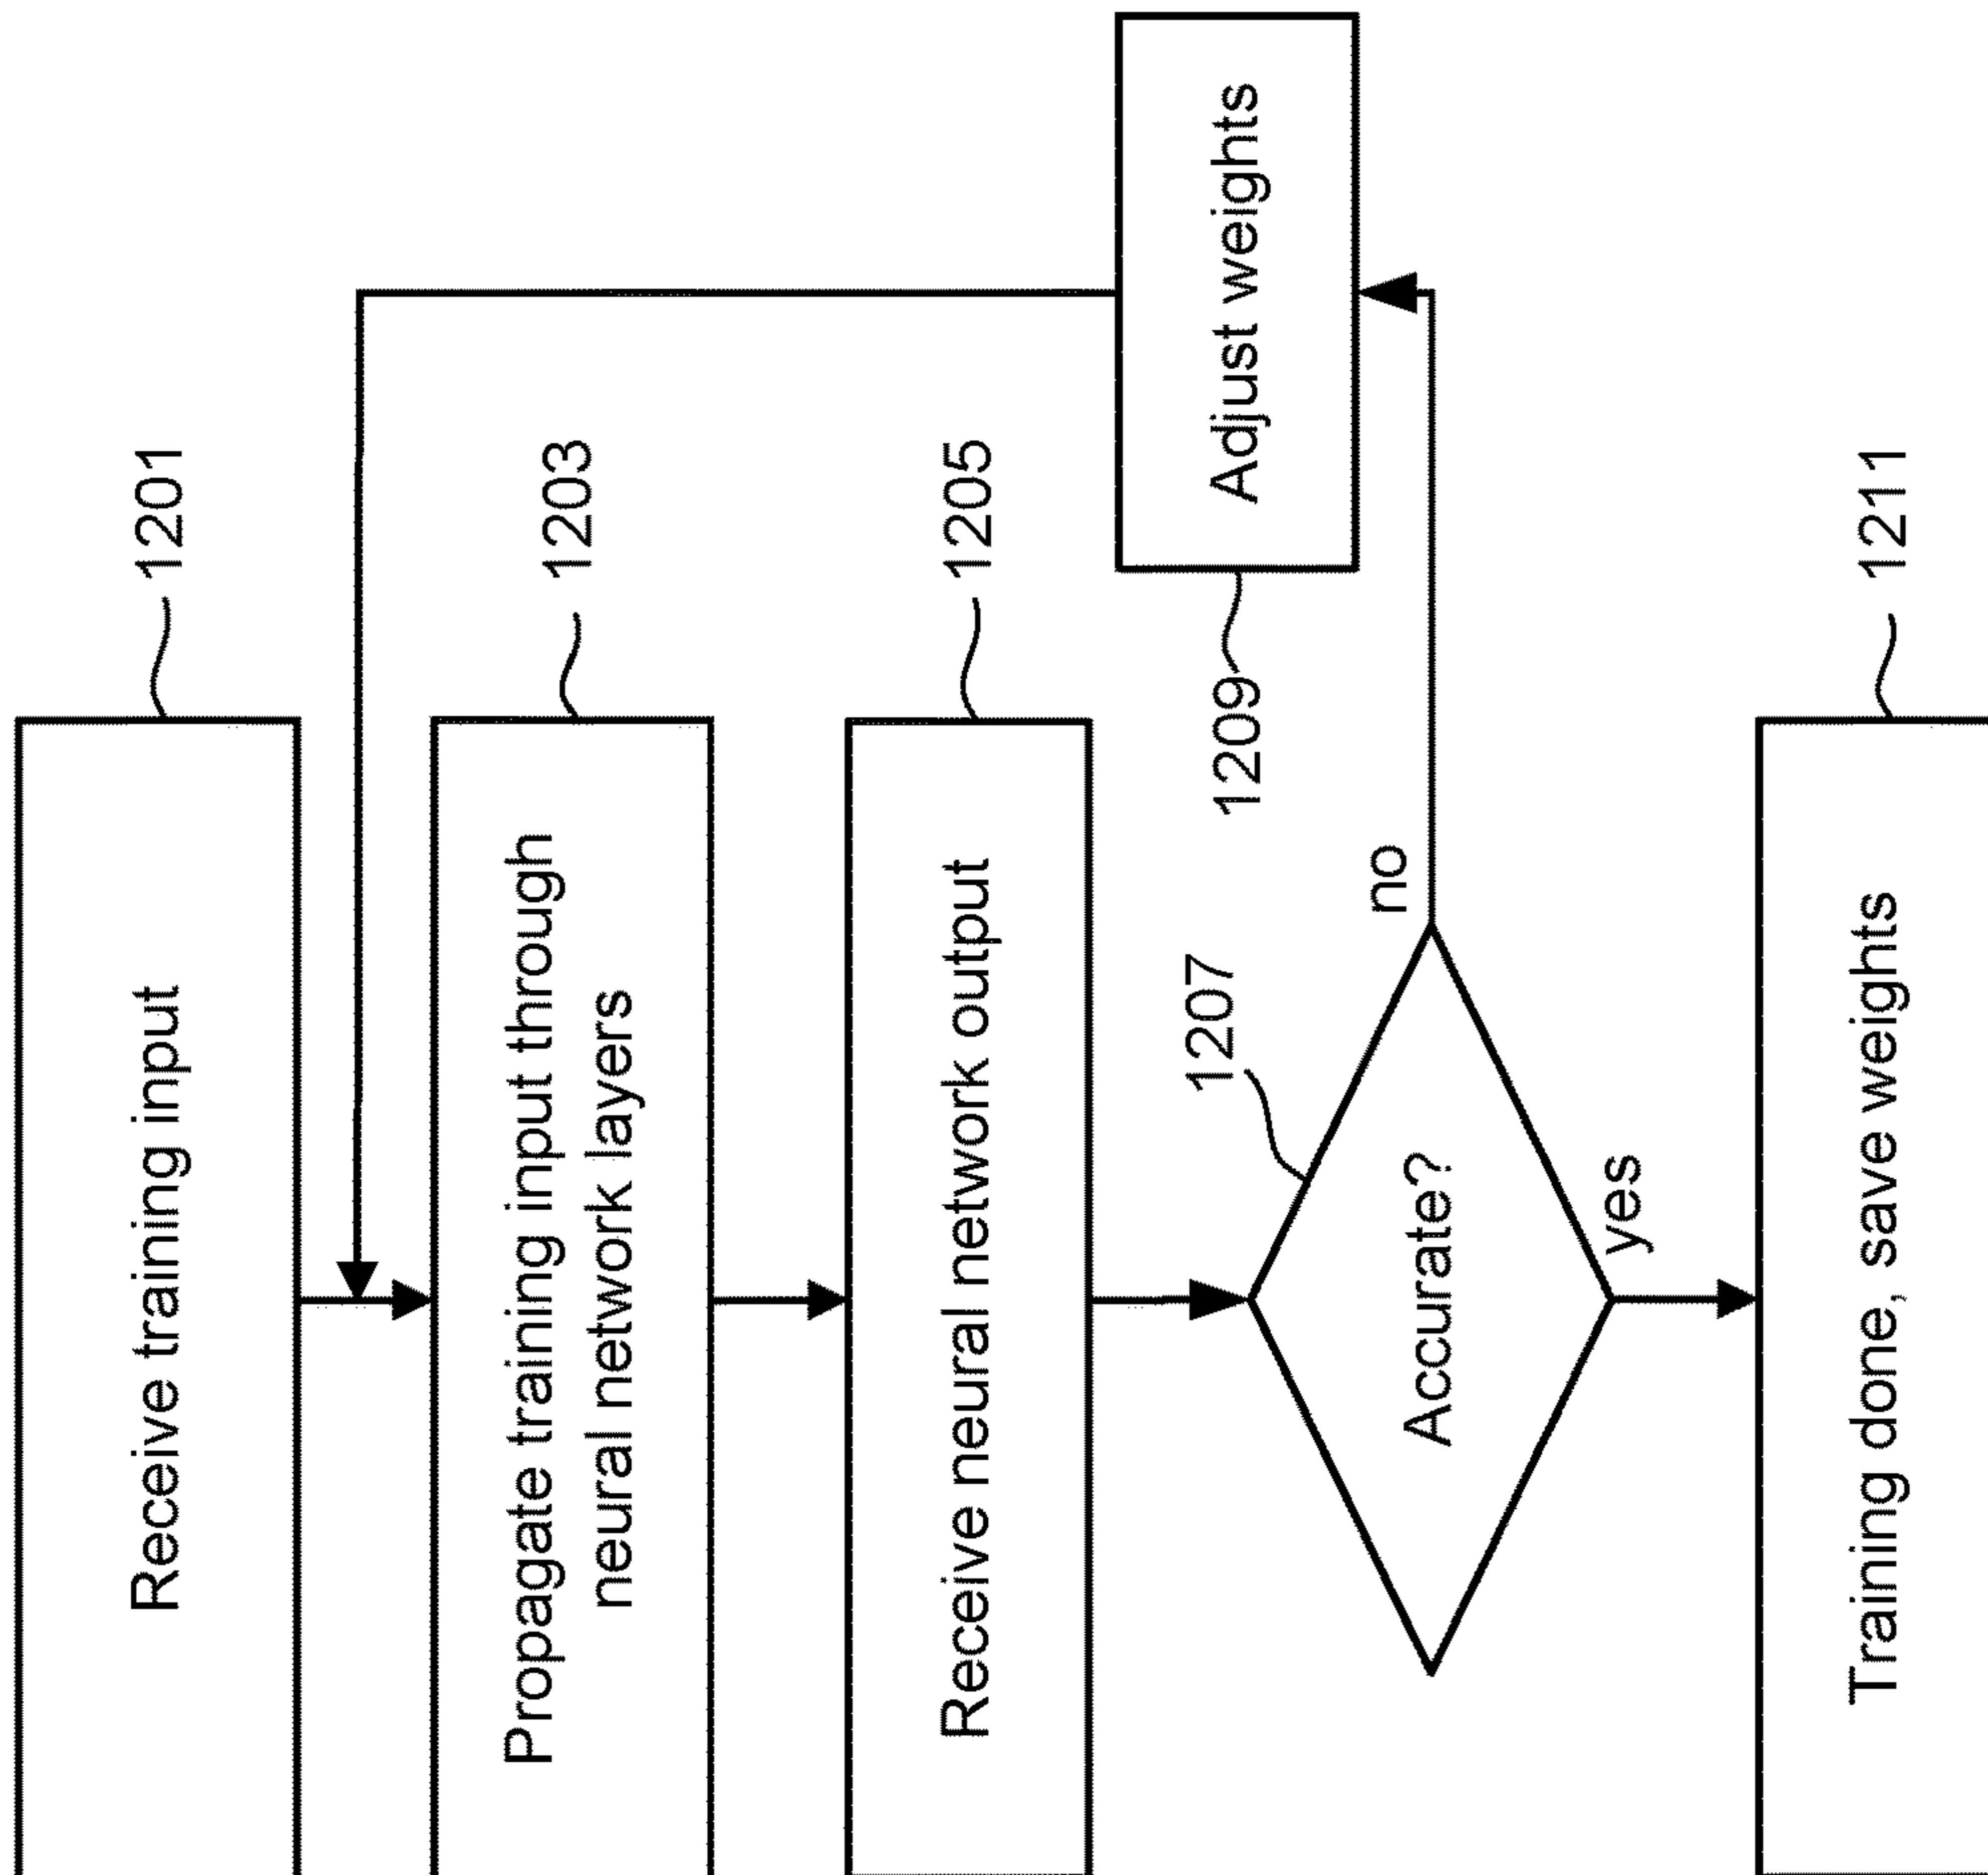 Receive training input
1201
Propagate training input through
neural network layers
1203
Receive neural network output
1205
Accurate?
1207
no
yes
Adjust weights
1209
Training done, save weights
1211